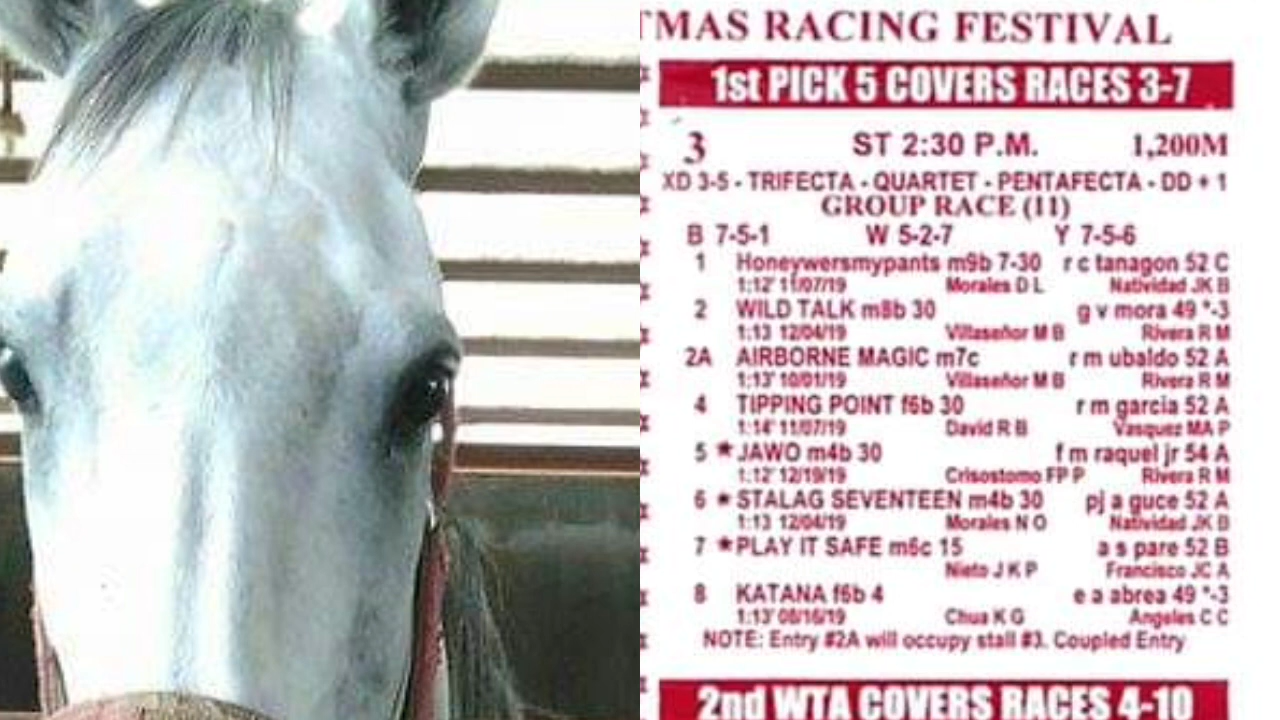 TMAS RACING FESTIVAL
1st PICK 5 COVERS RACES 3-7
3 ST 2:30 P.M. 1,200M
XD 3-5 - TRIFECTA - QUARTET - PENTAFECTA - DD + 1
GROUP RACE (11)
B 7-5-1 W 5-2-7 Y 7-5-6
1 Honeywersmypants m9b 7-30 r c tanagon 52 C
1:12' 11/07/19 Morales D L Natividad JK B
2 WILD TALK m8b 30 g v mora 49 *-3
1:13 12/04/19 Villaseñor M B Rivera R M
2A AIRBORNE MAGIC m7c r m ubaldo 52 A
1:13' 10/01/19 Villaseñor M B Rivera R M
4 TIPPING POINT f6b 30 r m garcia 52 A
1:14' 11/07/19 David R B Vasquez MA P
5 ★ JAWO m4b 30 f m raquel jr 54 A
1:12' 12/19/19 Crisostomo FP P Rivera R M
6 ★ STALAG SEVENTEEN m4b 30 pj a guce 52 A
1:13 12/04/19 Morales N O Natividad JK B
7 ★ PLAY IT SAFE m6c 15 a s pare 52 B
Nieto J K P Francisco JC A
8 KATANA f6b 4 e a abrea 49 *-3
1:13' 08/16/19 Chua K G Angeles C C
NOTE: Entry #2A will occupy stall #3. Coupled Entry
2nd WTA COVERS RACES 4-10